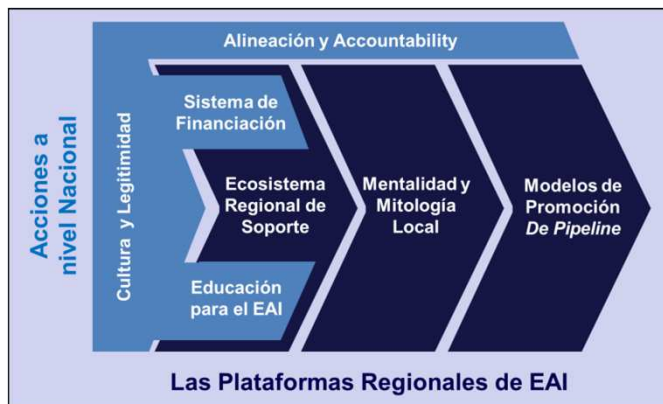 Alineación y Accountability
Acciones a
nivel Nacional
Cultura y Legitimidad
Sistema de
Financiación
Ecosistema
Regional de
Soporte
Educación
para el EAI
Mentalidad y
Mitología
Local
Modelos de
Promoción
De Pipeline
Las Plataformas Regionales de EAI